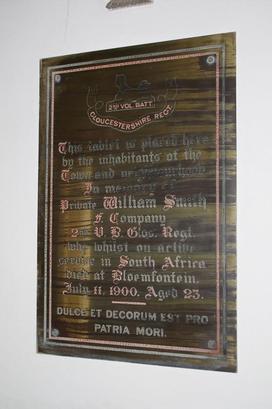 2ND VOL. BATT.
GLOUCESTERSHIRE REGT.
This tablet is placed here
by the inhabitants of the
Town and neighbourhood
In memory of
Private William Smith
F. Company
2nd V. B. Glos. Regt.
who whilst on active
service in South Africa
died at Bloemfontein,
July 11. 1900. Aged 23.
DULCE ET DECORUM EST PRO
PATRIA MORI.